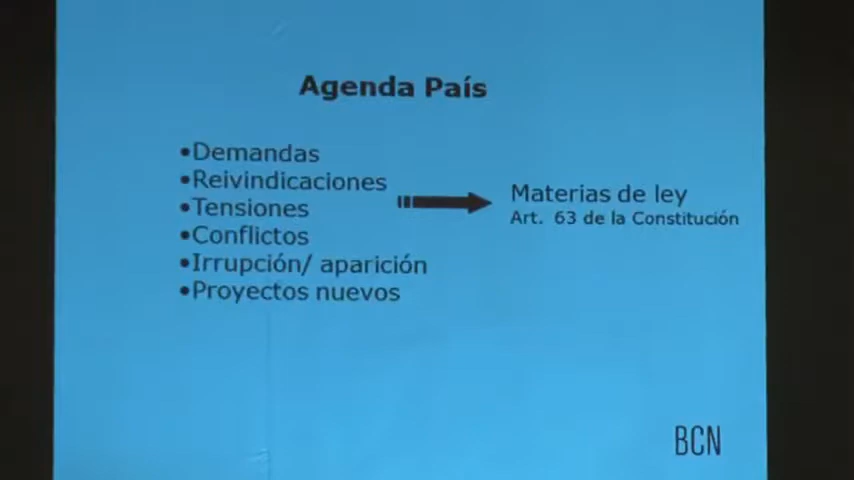 Agenda País
•Demandas
•Reivindicaciones
•Tensiones
•Conflictos
•Irrupción/ aparición
•Proyectos nuevos
Materias de ley
Art. 63 de la Constitución
BCN